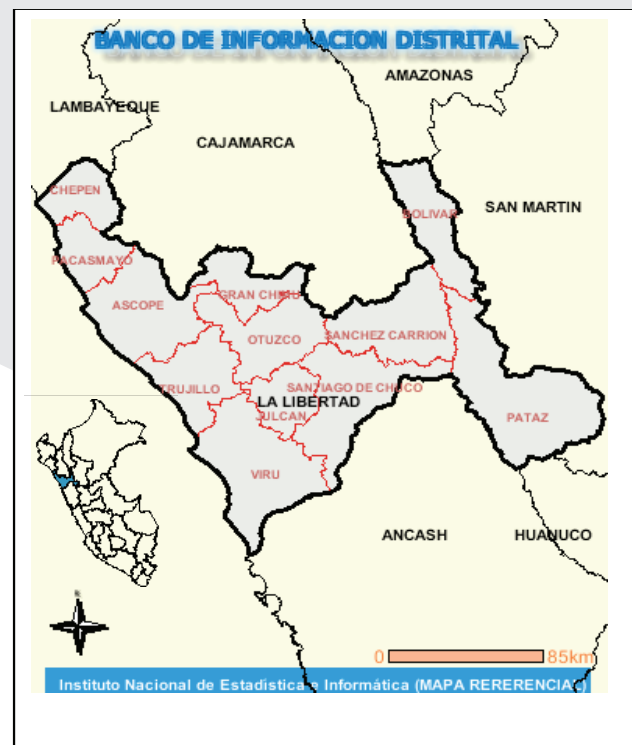 BANCO DE INFORMACION DISTRITAL
AMAZONAS
LAMBAYEQUE
CAJAMARCA
CHEPEN
BOLIVAR
SAN MARTIN
PACASMAYO
GRAN CHIMU
ASCOPE
OTUZCO
SANCHEZ CARRION
TRUJILLO
SANTIAGO DE CHUCO
LA LIBERTAD
JULCAN
PATAZ
VIRU
ANCASH
HUANUCO
0
85km
Instituto Nacional de Estadistica e Informática (MAPA RERERENCIAL)